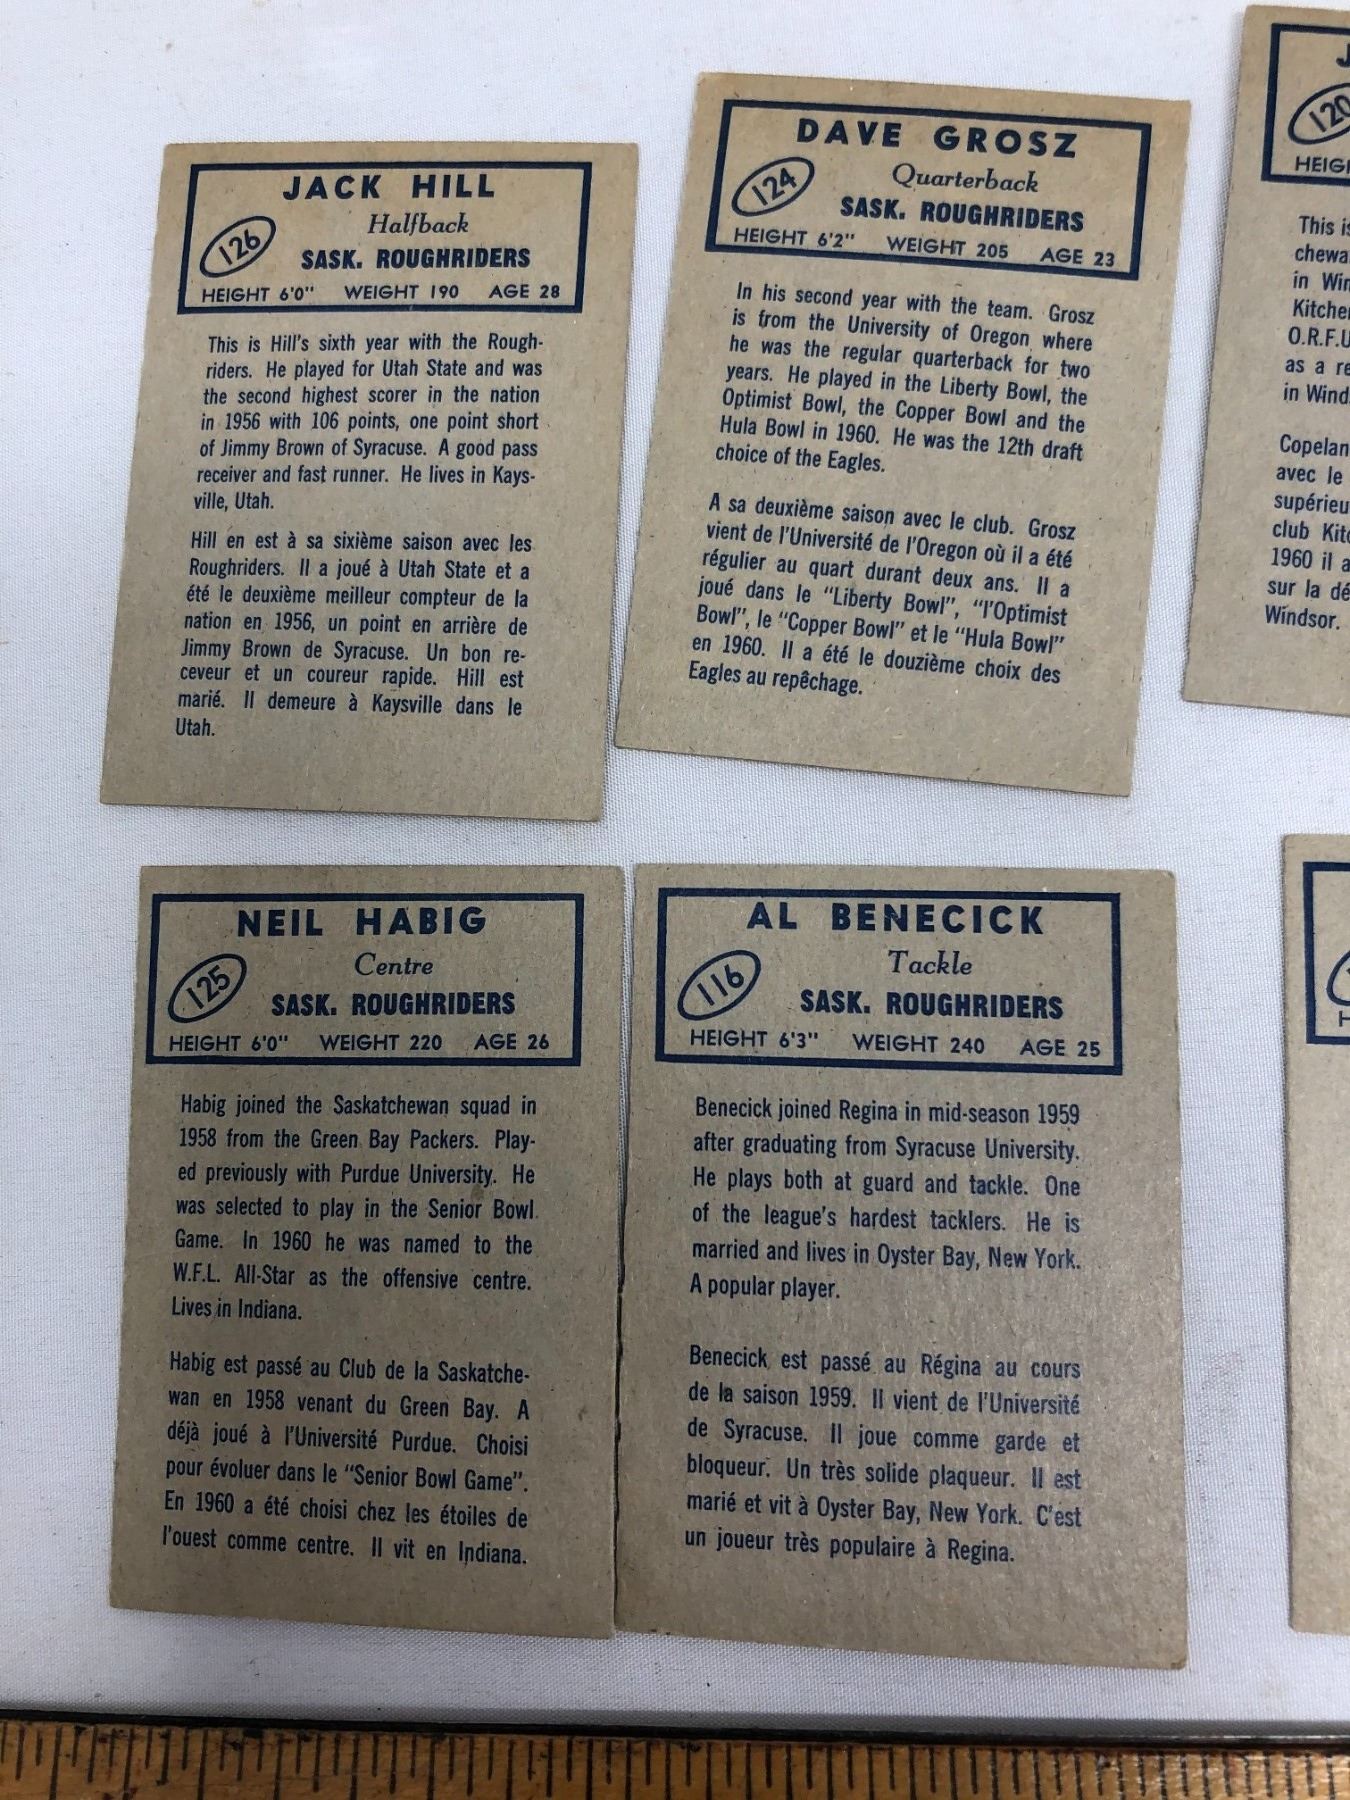 JACK HILL
Halfback
126
SASK. ROUGHRIDERS
HEIGHT 6'0" WEIGHT 190 AGE 28
This is Hill's sixth year with the Rough-
riders. He played for Utah State and was
the second highest scorer in the nation
in 1956 with 106 points, one point short
of Jimmy Brown of Syracuse. A good pass
receiver and fast runner. He lives in Kays-
ville, Utah.
Hill en est à sa sixième saison avec les
Roughriders. Il a joué à Utah State et a
été le deuxième meilleur compteur de la
nation en 1956, un point en arrière de
Jimmy Brown de Syracuse. Un bon re-
ceveur et un coureur rapide. Hill est
marié. Il demeure à Kaysville dans le
Utah.
DAVE GROSZ
Quarterback
124
SASK. ROUGHRIDERS
HEIGHT 6'2" WEIGHT 205 AGE 23
In his second year with the team. Grosz
is from the University of Oregon where
he was the regular quarterback for two
years. He played in the Liberty Bowl, the
Optimist Bowl, the Copper Bowl and the
Hula Bowl in 1960. He was the 12th draft
choice of the Eagles.
A sa deuxième saison avec le club. Grosz
vient de l'Université de l'Oregon où il a été
régulier au quart durant deux ans. Il a
joué dans le "Liberty Bowl", "l'Optimist
Bowl", le "Copper Bowl" et le "Hula Bowl"
en 1960. Il a été le douzième choix des
Eagles au repêchage.
J
120
HEIG
This is
chewa
in Win
Kitche
O.R.F.U
as a re
in Wind
Copelan
avec le
supérieu
club Kit
1960 il a
sur la dé
Windsor.
NEIL HABIG
Centre
125
SASK. ROUGHRIDERS
HEIGHT 6'0" WEIGHT 220 AGE 26
Habig joined the Saskatchewan squad in
1958 from the Green Bay Packers. Play-
ed previously with Purdue University. He
was selected to play in the Senior Bowl
Game. In 1960 he was named to the
W.F.L. All-Star as the offensive centre.
Lives in Indiana.
Habig est passé au Club de la Saskatche-
wan en 1958 venant du Green Bay. A
déjà joué à l'Université Purdue. Choisi
pour évoluer dans le "Senior Bowl Game".
En 1960 a été choisi chez les étoiles de
l'ouest comme centre. Il vit en Indiana.
AL BENECICK
Tackle
116
SASK. ROUGHRIDERS
HEIGHT 6'3" WEIGHT 240 AGE 25
Benecick joined Regina in mid-season 1959
after graduating from Syracuse University.
He plays both at guard and tackle. One
of the league's hardest tacklers. He is
married and lives in Oyster Bay, New York.
A popular player.
Benecick est passé au Régina au cours
de la saison 1959. Il vient de l'Université
de Syracuse. Il joue comme garde et
bloqueur. Un très solide plaqueur. Il est
marié et vit à Oyster Bay, New York. C'est
un joueur très populaire à Regina.